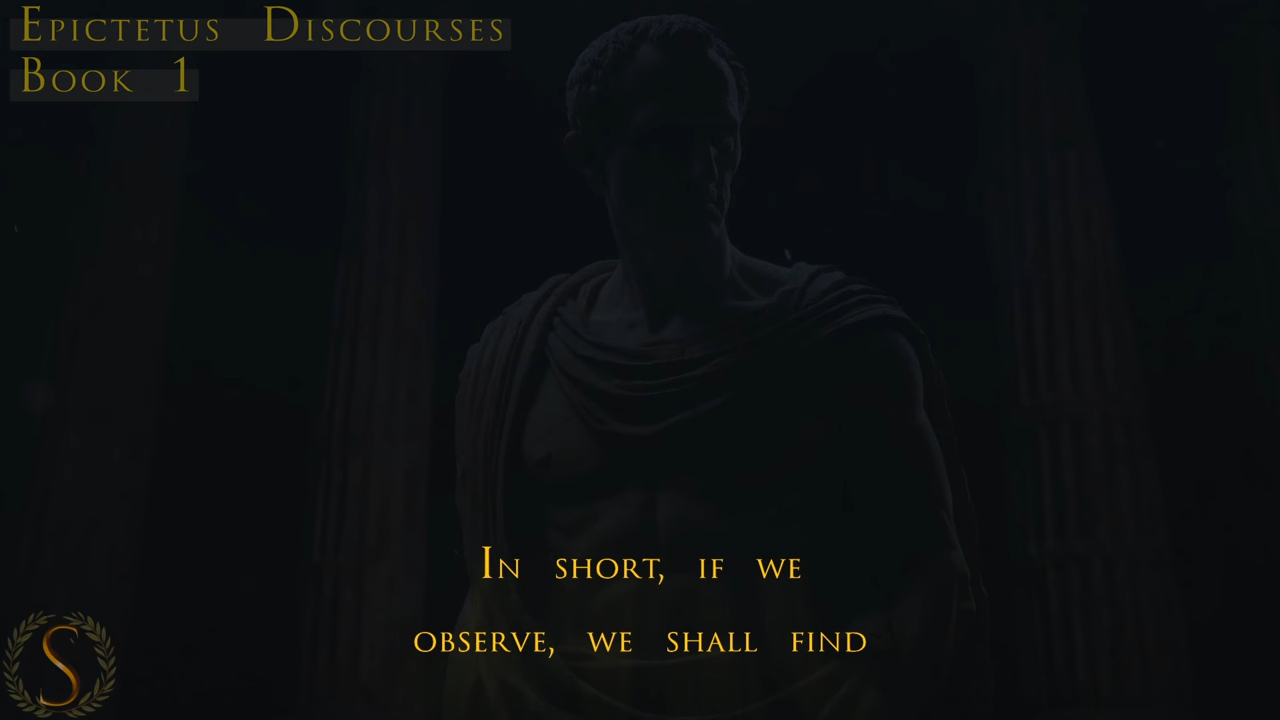 Epictetus Discourses
Book 1
In short, if we
observe, we shall find
S